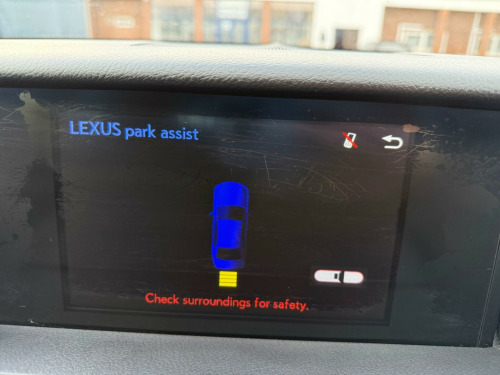 LEXUS park assist
Check surroundings for safety.